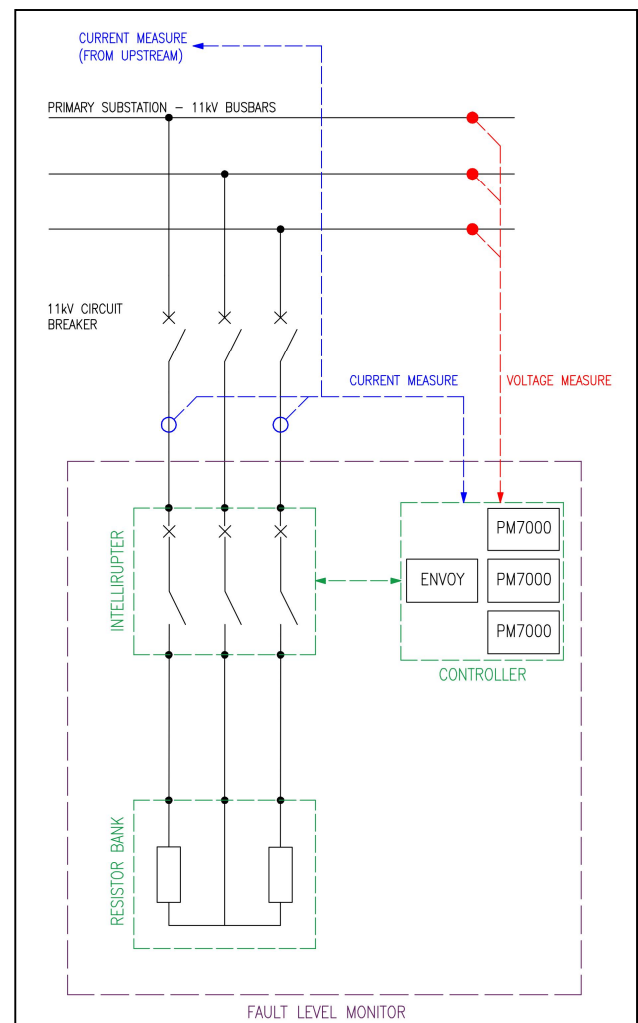 CURRENT MEASURE
(FROM UPSTREAM)
PRIMARY SUBSTATION – 11kV BUSBARS
11kV CIRCUIT
BREAKER
CURRENT MEASURE
VOLTAGE MEASURE
INTELLIRUPTER
PM7000
ENVOY
PM7000
PM7000
CONTROLLER
RESISTOR BANK
FAULT LEVEL MONITOR